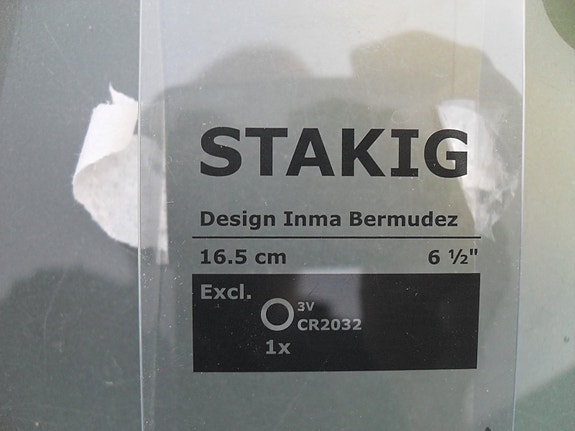 STAKIG
Design Inma Bermudez
16.5 cm 6 ½"
Excl.
3V
CR2032
1x